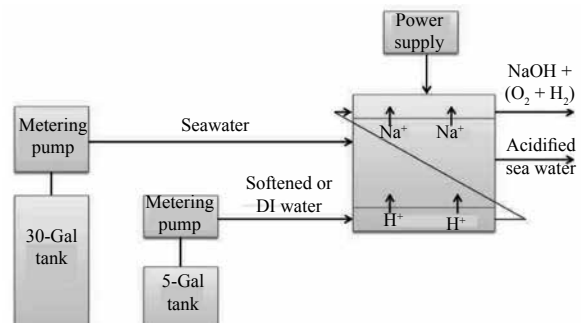 Power
supply
NaOH +
(O₂ + H₂)
Metering
pump
Seawater
Na⁺ Na⁺
Acidified
sea water
Softened or
DI water
Metering
pump
H⁺ H⁺
30-Gal
tank
5-Gal
tank